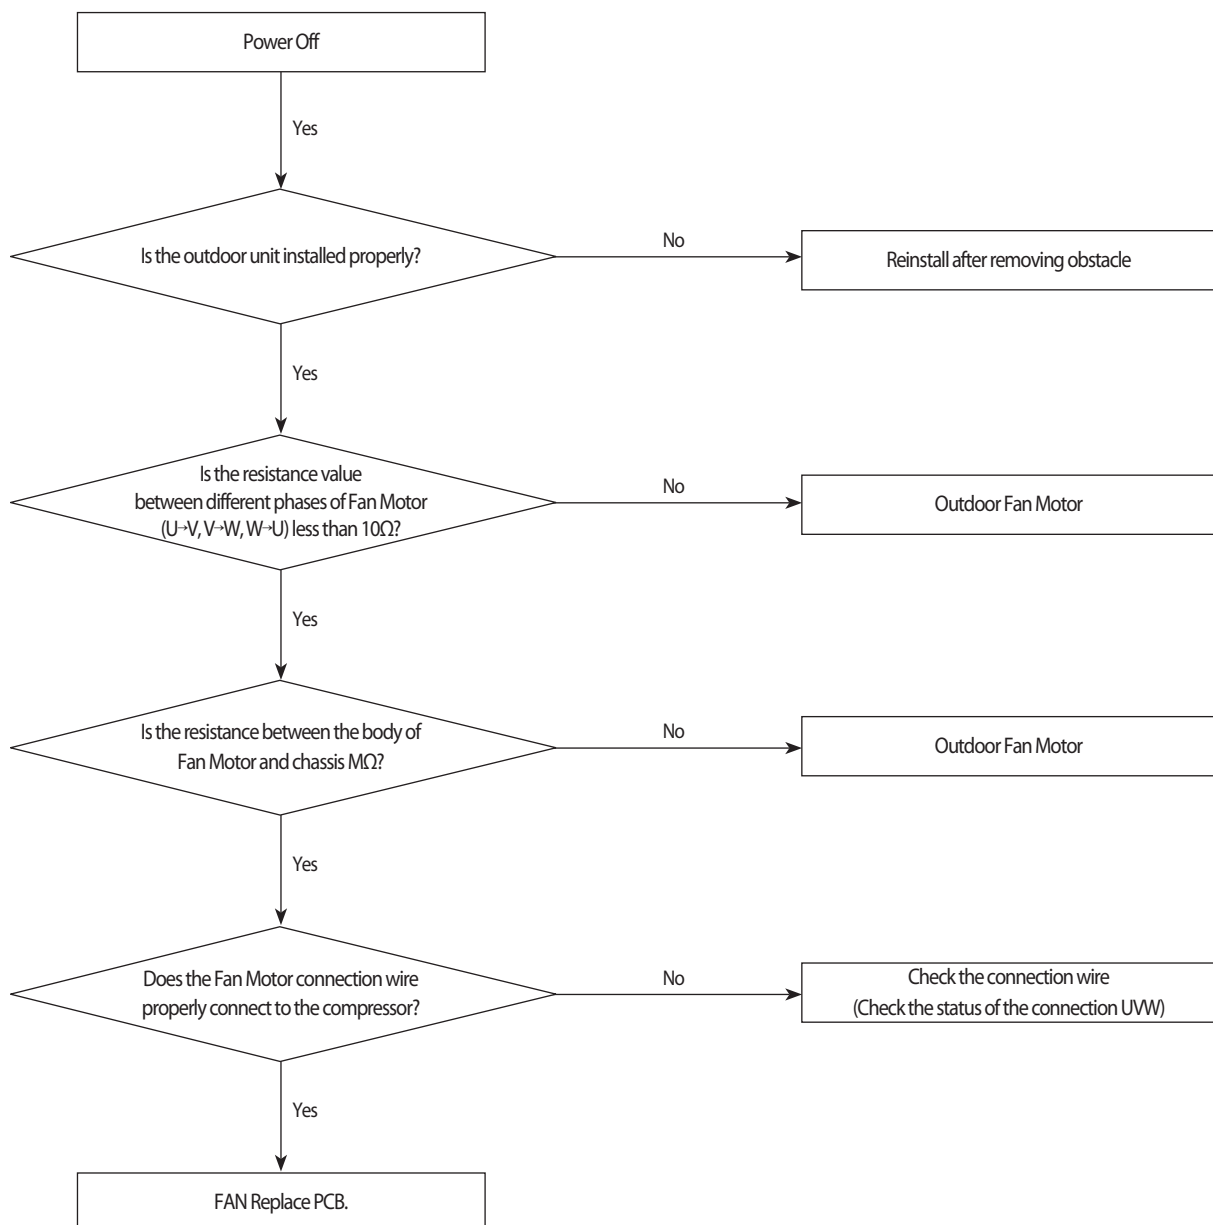 Power Off
Yes
Is the outdoor unit installed properly?
No
Reinstall after removing obstacle
Yes
Is the resistance value
between different phases of Fan Motor
(U→V, V→W, W→U) less than 10Ω?
No
Outdoor Fan Motor
Yes
Is the resistance between the body of
Fan Motor and chassis MΩ?
No
Outdoor Fan Motor
Yes
Does the Fan Motor connection wire
properly connect to the compressor?
No
Check the connection wire
(Check the status of the connection UVW)
Yes
FAN Replace PCB.